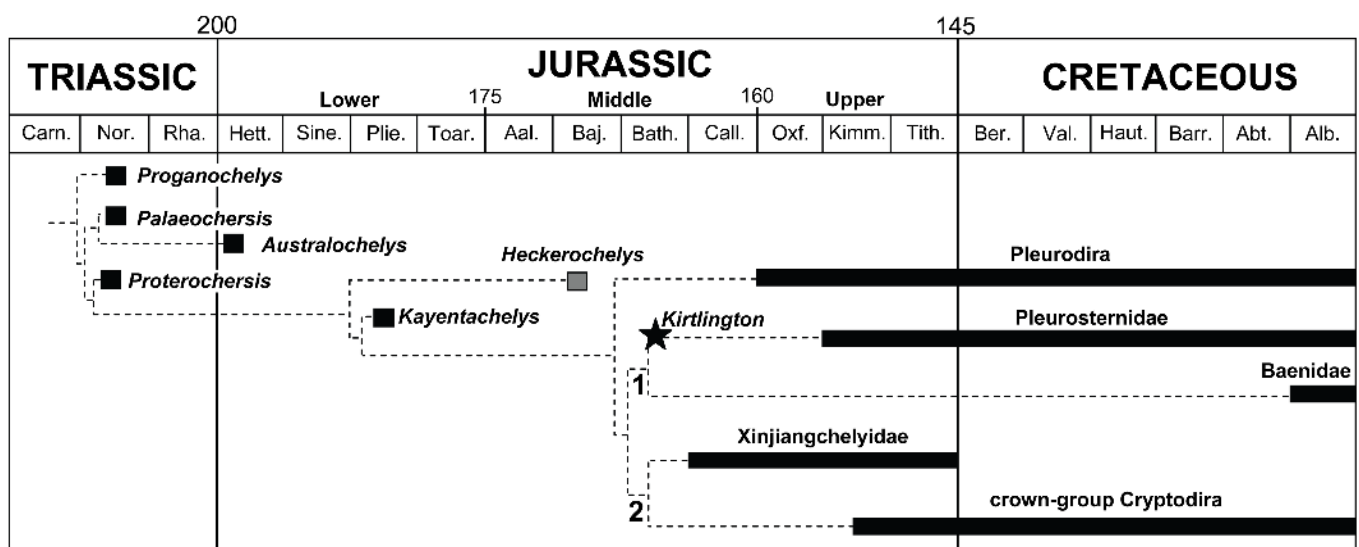 200 145
TRIASSIC JURASSIC CRETACEOUS
Lower 175 Middle 160 Upper
Carn. Nor. Rha. Hett. Sine. Plie. Toar. Aal. Baj. Bath. Call. Oxf. Kimm. Tith. Ber. Val. Haut. Barr. Abt. Alb.
Proganochelys
Palaeochersis
Australochelys
Heckerochelys
Pleurodira
Proterochersis
Kayentachelys
Kirtlington
Pleurosternidae
1
Baenidae
Xinjiangchelyidae
2
crown-group Cryptodira